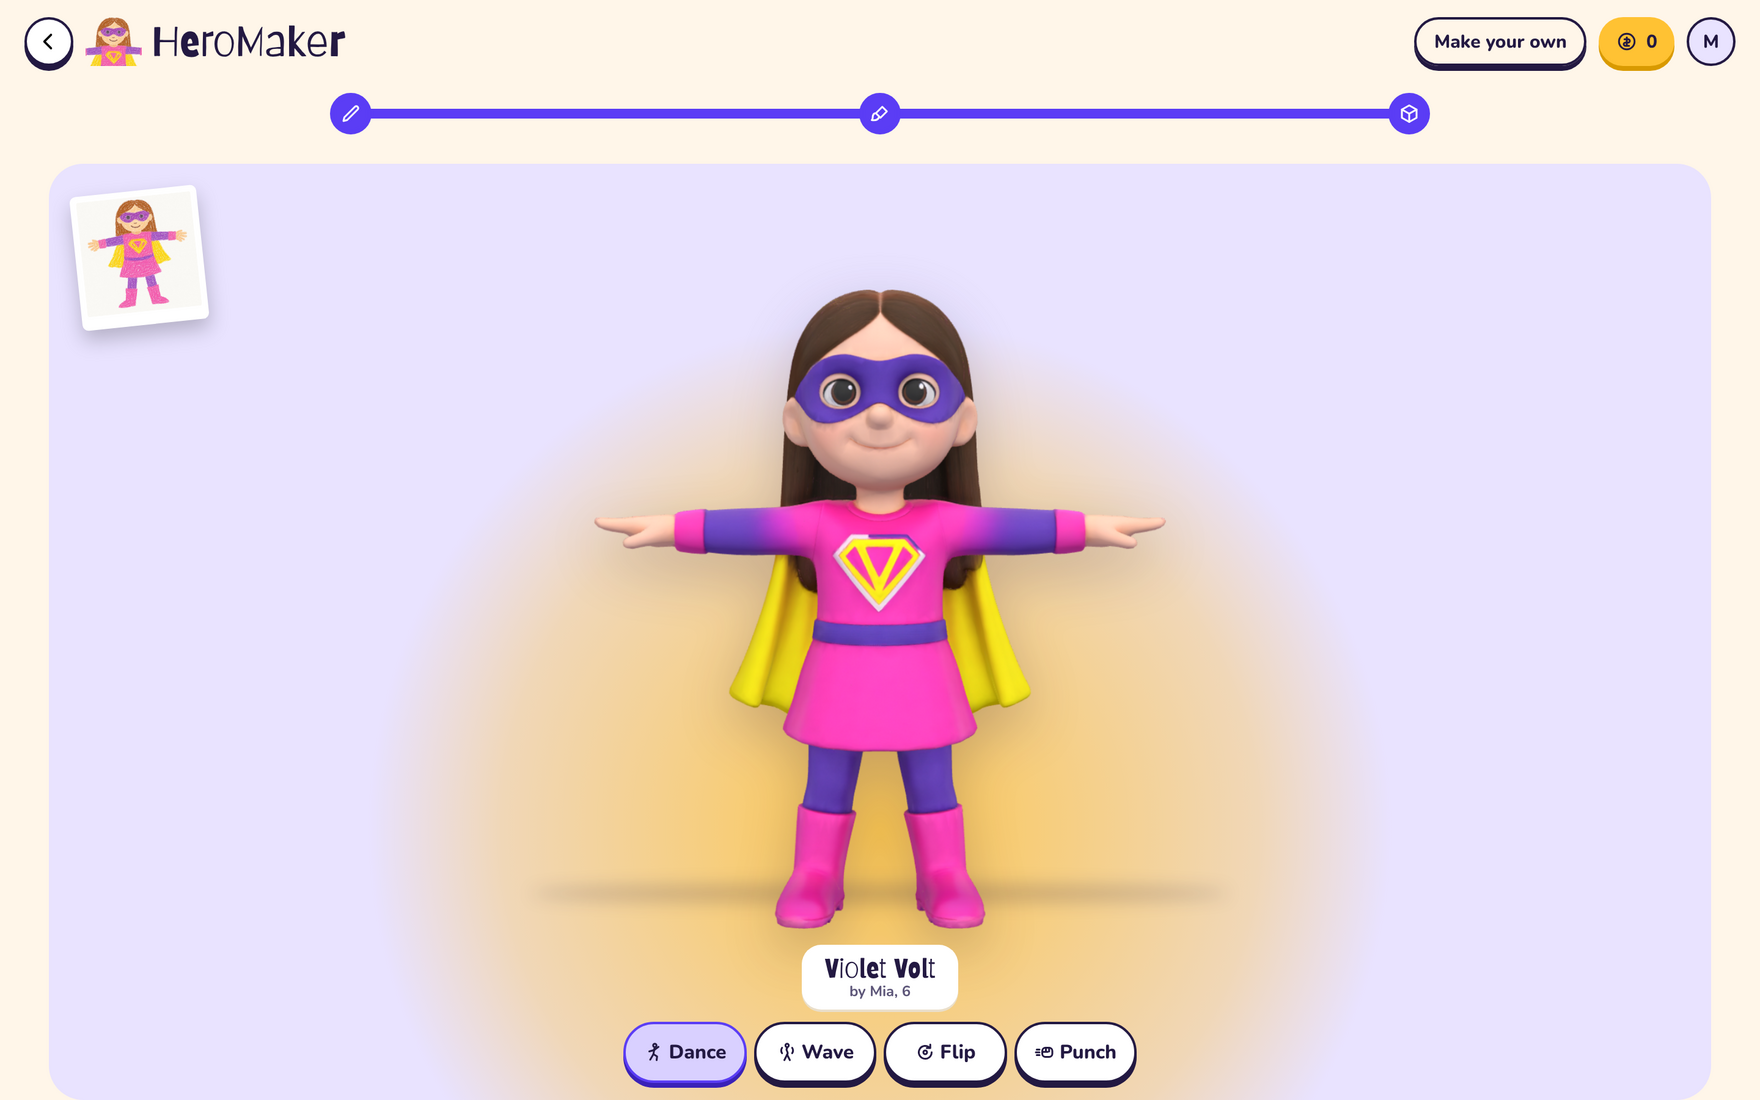 HeroMaker
Make your own
0
M
V
Violet Volt
by Mia, 6
Dance
Wave
Flip
Punch